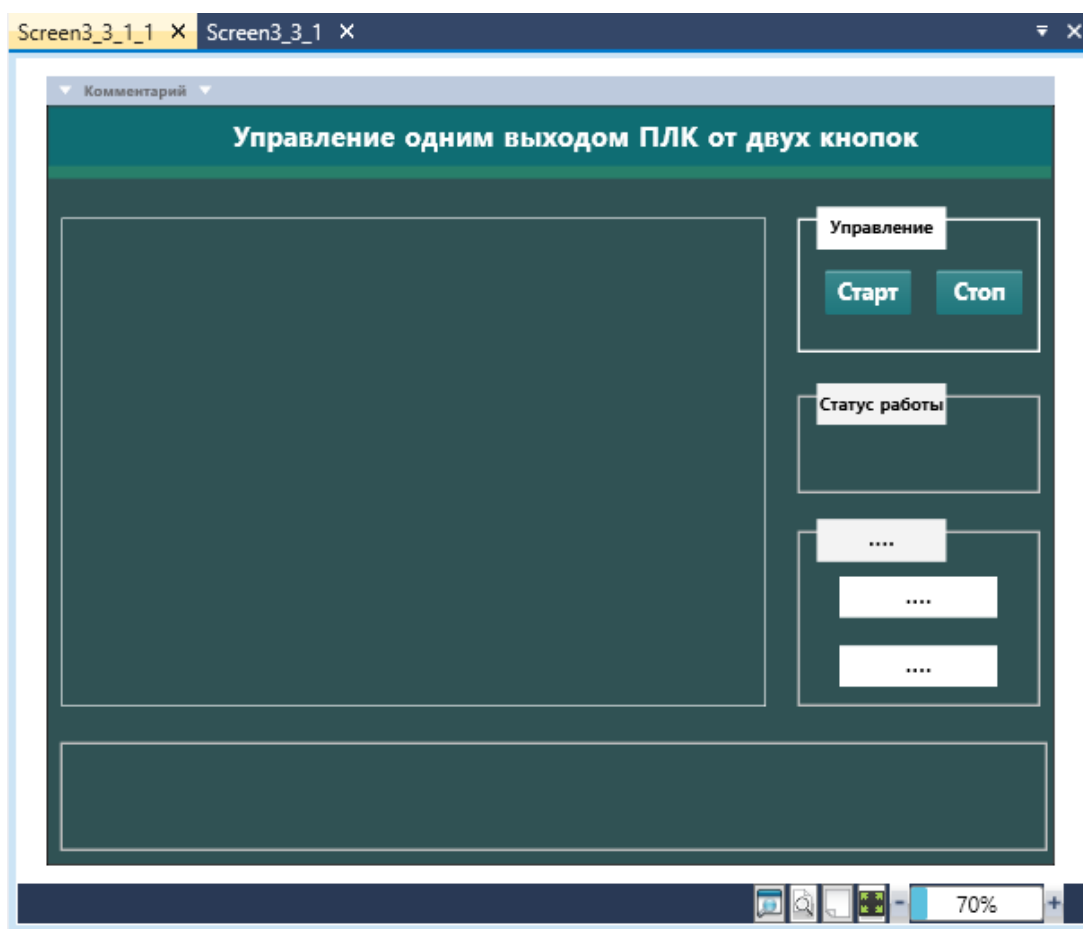 Screen3_3_1_1 Screen3_3_1
Комментарий
Управление одним выходом ПЛК от двух кнопок
Управление
Старт Стоп
Статус работы
....
....
....
70%